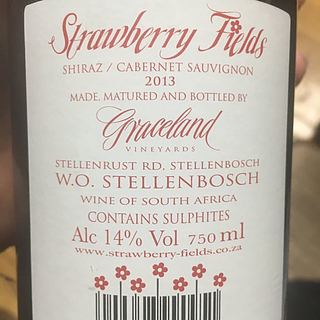 Strawberry Fields
SHIRAZ / CABERNET SAUVIGNON
2013
MADE, MATURED AND BOTTLED BY
Graceland
VINEYARDS
STELLENRUST RD, STELLENBOSCH
W.O. STELLENBOSCH
WINE OF SOUTH AFRICA
CONTAINS SULPHITES
Alc 14% Vol 750 ml
www.strawberry-fields.co.za